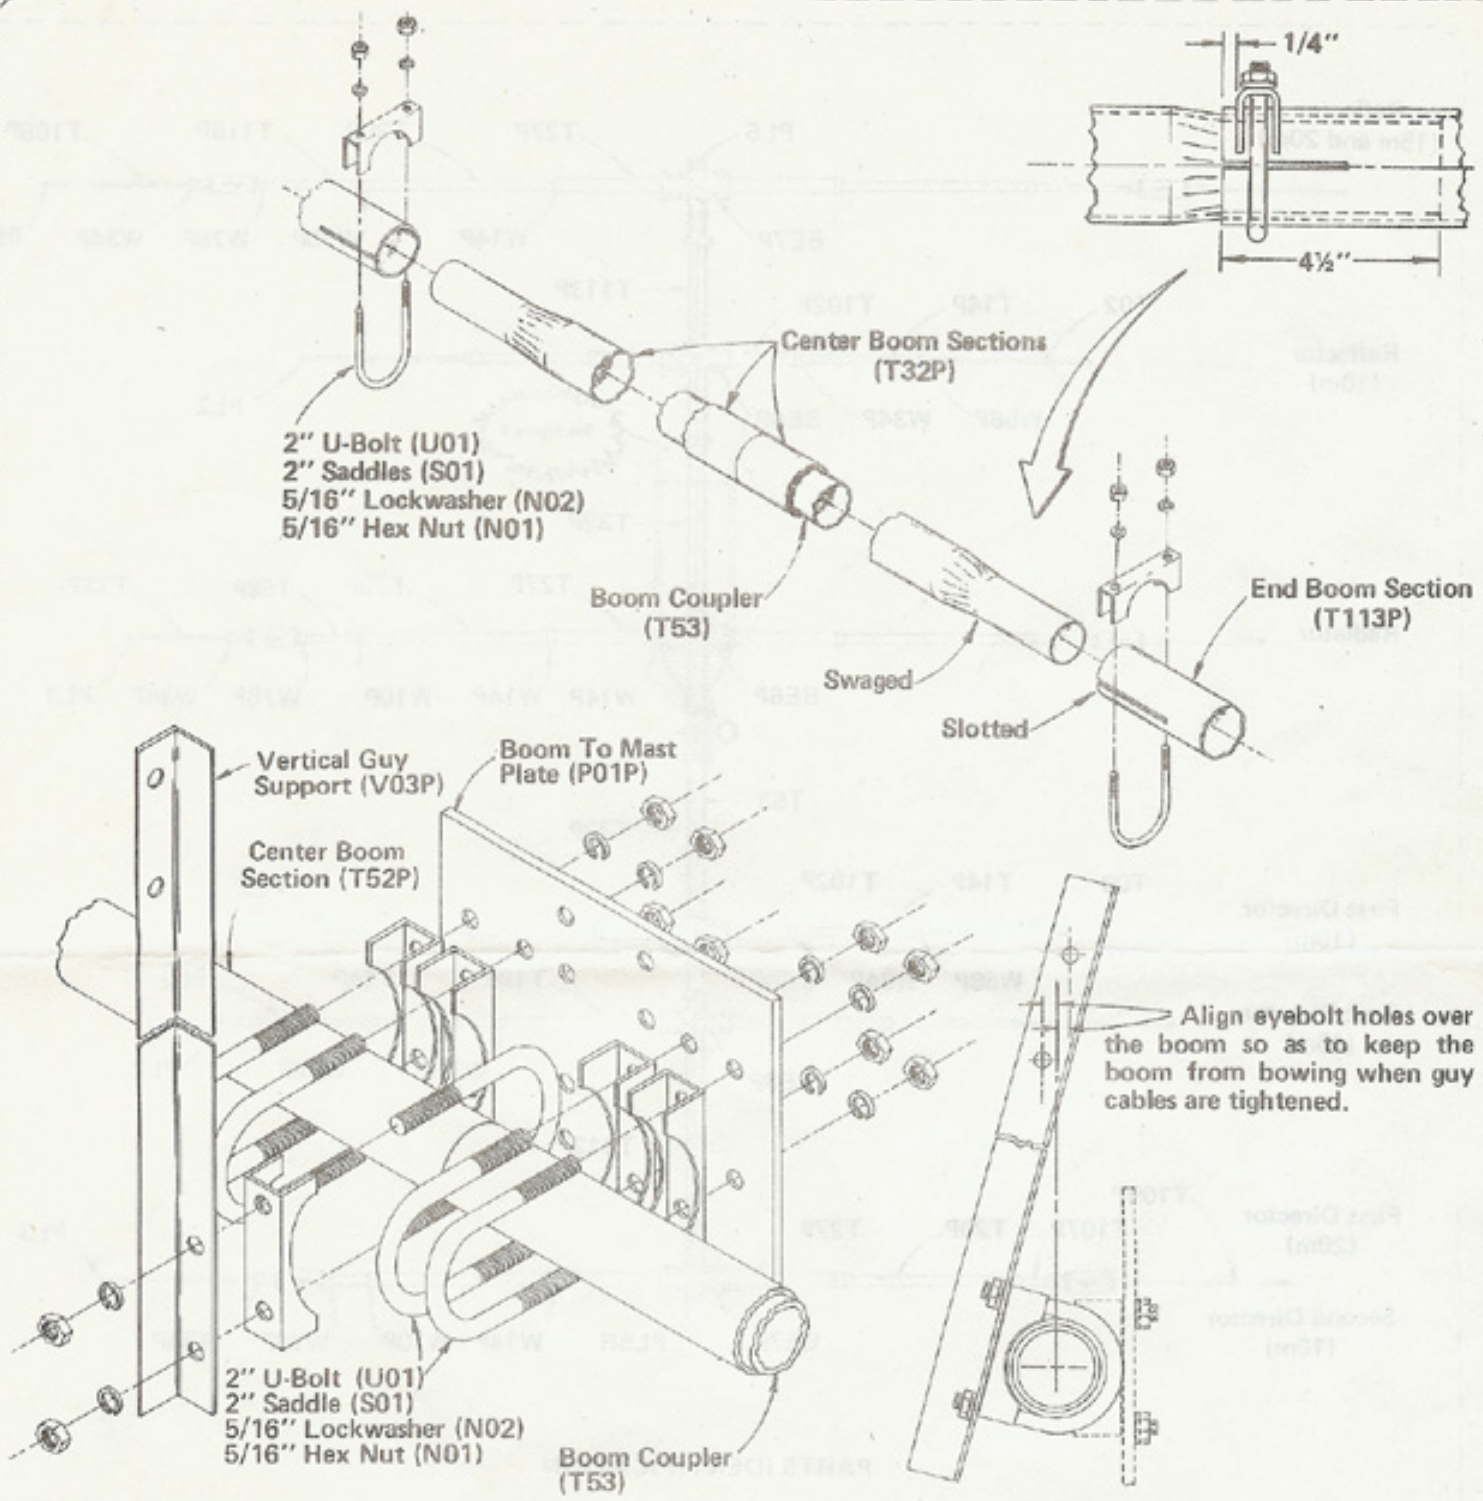 1/4"
4½"
Center Boom Sections
(T32P)
2" U-Bolt (U01)
2" Saddles (S01)
5/16" Lockwasher (N02)
5/16" Hex Nut (N01)
Boom Coupler
(T53)
End Boom Section
(T113P)
Swaged
Slotted
Vertical Guy
Support (V03P)
Boom To Mast
Plate (P01P)
Center Boom
Section (T52P)
Align eyebolt holes over
the boom so as to keep the
boom from bowing when guy
cables are tightened.
2" U-Bolt (U01)
2" Saddle (S01)
5/16" Lockwasher (N02)
5/16" Hex Nut (N01)
Boom Coupler
(T53)